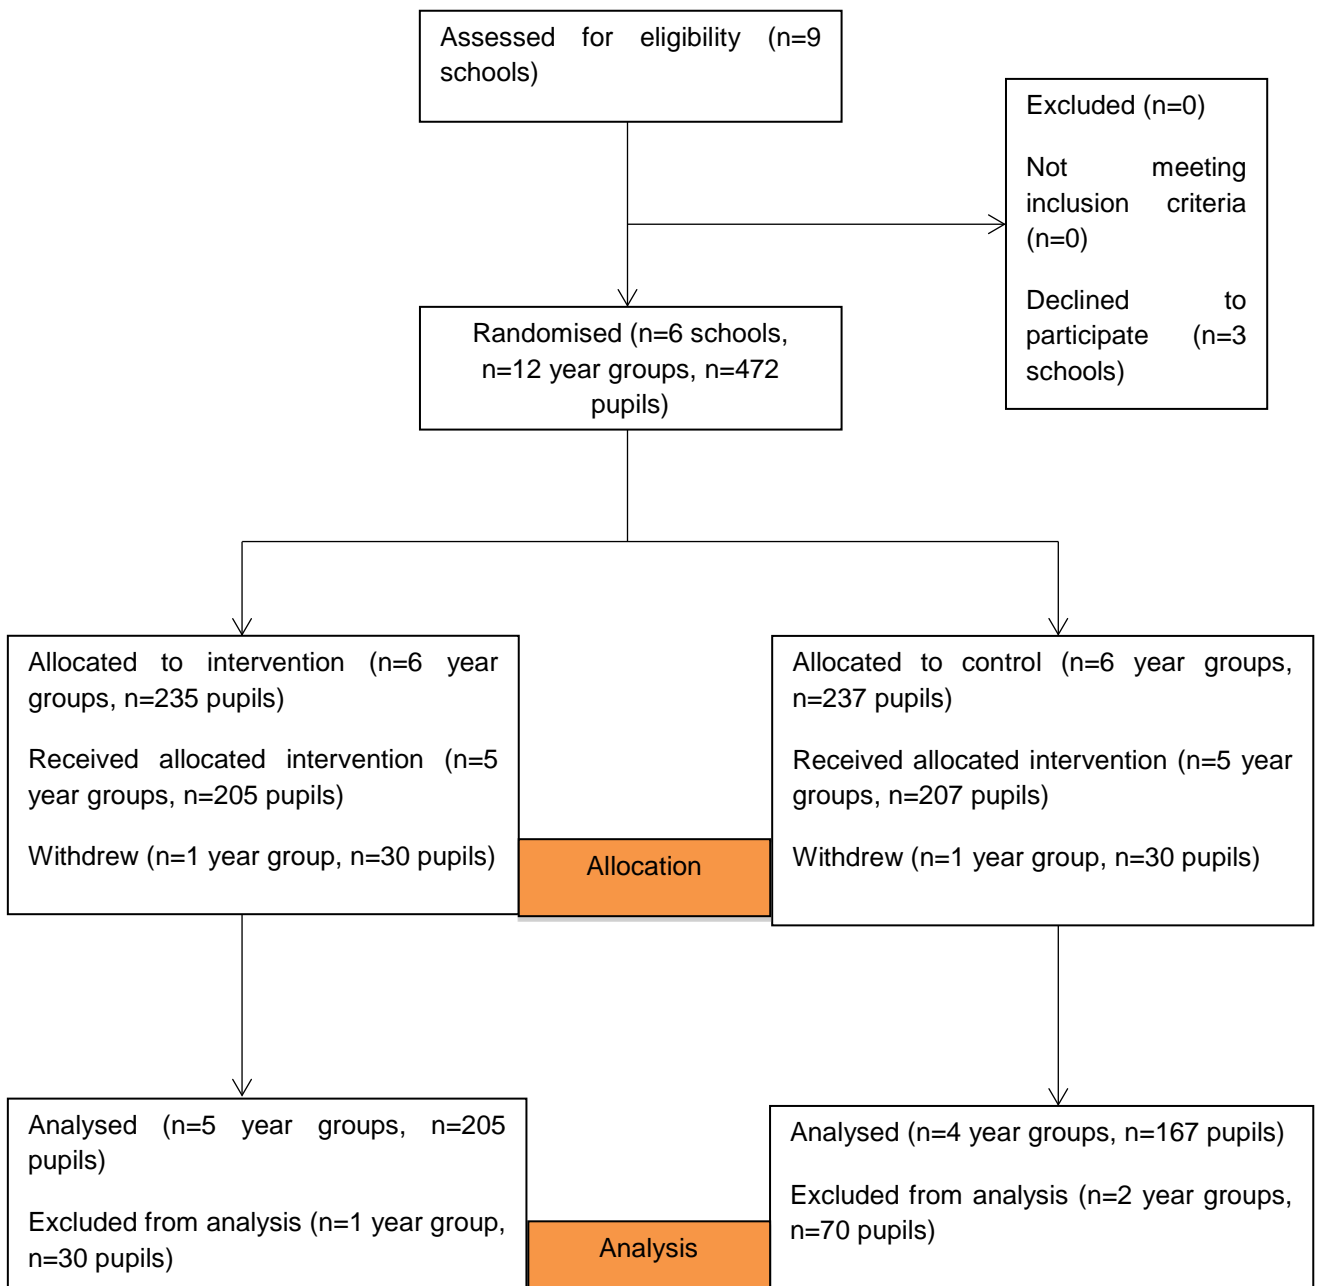 Assessed for eligibility (n=9
schools)
Excluded (n=0)
Not meeting
inclusion criteria
(n=0)
Declined to
participate (n=3
schools)
Randomised (n=6 schools,
n=12 year groups, n=472
pupils)
Allocated to intervention (n=6 year
groups, n=235 pupils)
Received allocated intervention (n=5
year groups, n=205 pupils)
Withdrew (n=1 year group, n=30 pupils)
Allocation
Allocated to control (n=6 year groups,
n=237 pupils)
Received allocated intervention (n=5 year
groups, n=207 pupils)
Withdrew (n=1 year group, n=30 pupils)
Analysed (n=5 year groups, n=205
pupils)
Excluded from analysis (n=1 year group,
n=30 pupils)
Analysis
Analysed (n=4 year groups, n=167 pupils)
Excluded from analysis (n=2 year groups,
n=70 pupils)